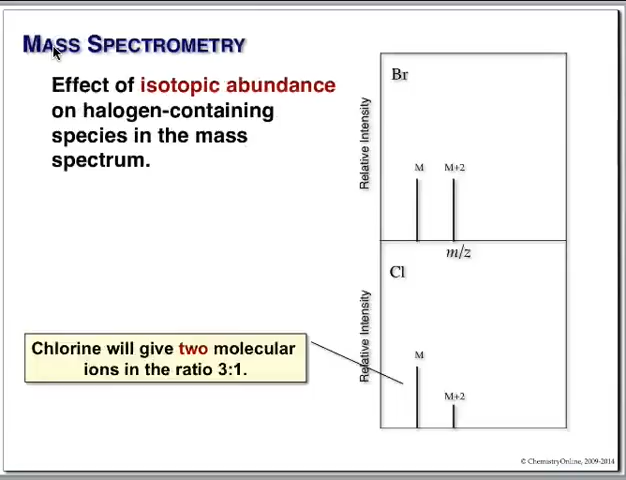 MASS SPECTROMETRY
Effect of isotopic abundance
on halogen-containing
species in the mass
spectrum.
Br
Relative Intensity
M
M+2
m/z
Cl
Relative Intensity
M
M+2
Chlorine will give two molecular
ions in the ratio 3:1.
© ChemistryOnline, 2009-2014